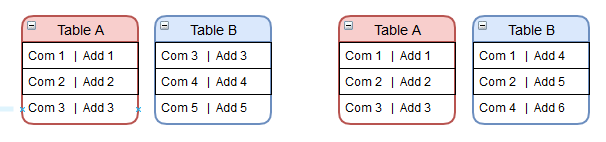 Table A
Com 1 | Add 1
Com 2 | Add 2
Com 3 | Add 3
Table B
Com 3 | Add 3
Com 4 | Add 4
Com 5 | Add 5
Table A
Com 1 | Add 1
Com 2 | Add 2
Com 3 | Add 3
Table B
Com 1 | Add 4
Com 2 | Add 5
Com 4 | Add 6